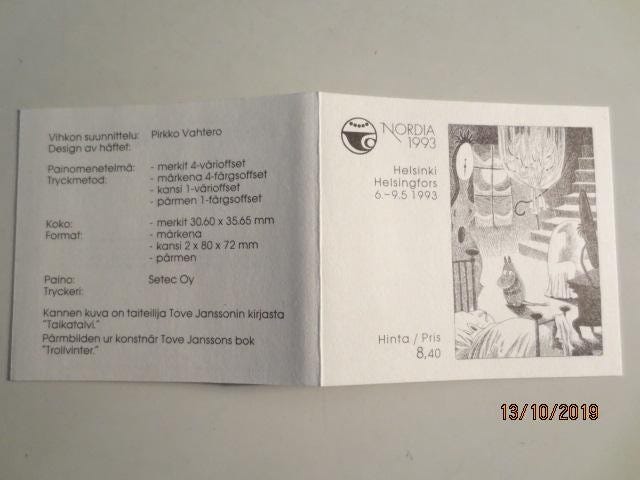 Vihkon suunnittelu: Pirkko Vahtero
Design av häftet:
Painomenetelmä: - merkit 4-värioffset
Tryckmetod: - märkena 4-färgsoffset
- kansi 1-värioffset
- pärmen 1-färgsoffset
Koko: - merkit 30.60 x 35.65 mm
Format: - märkena
- kansi 2 x 80 x 72 mm
- pärmen
Paino: Setec Oy
Tryckeri:
Kannen kuva on taiteilija Tove Janssonin kirjasta
"Taikatalvi."
Pärmbilden ur konstnär Tove Janssons bok
"Trollvinter."
NORDIA
1993
Helsinki
Helsingfors
6.-9.5 1993
Hinta / Pris
8,40
13/10/2019